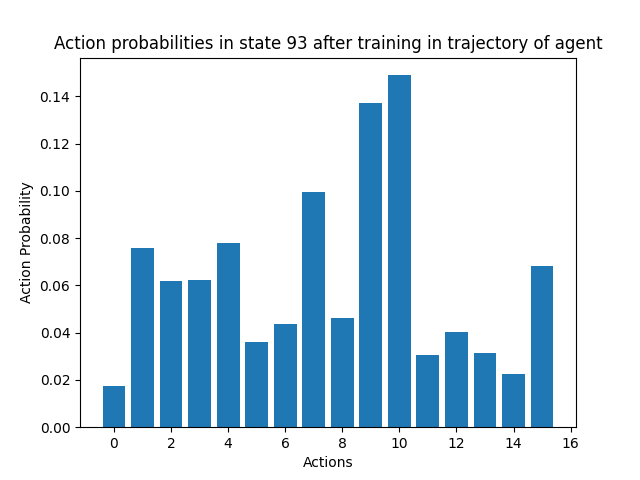 Action probabilities in state 93 after training in trajectory of agent
0.14
0.12
0.10
0.08
0.06
0.04
0.02
0.00
Action Probability
0 2 4 6 8 10 12 14 16
Actions